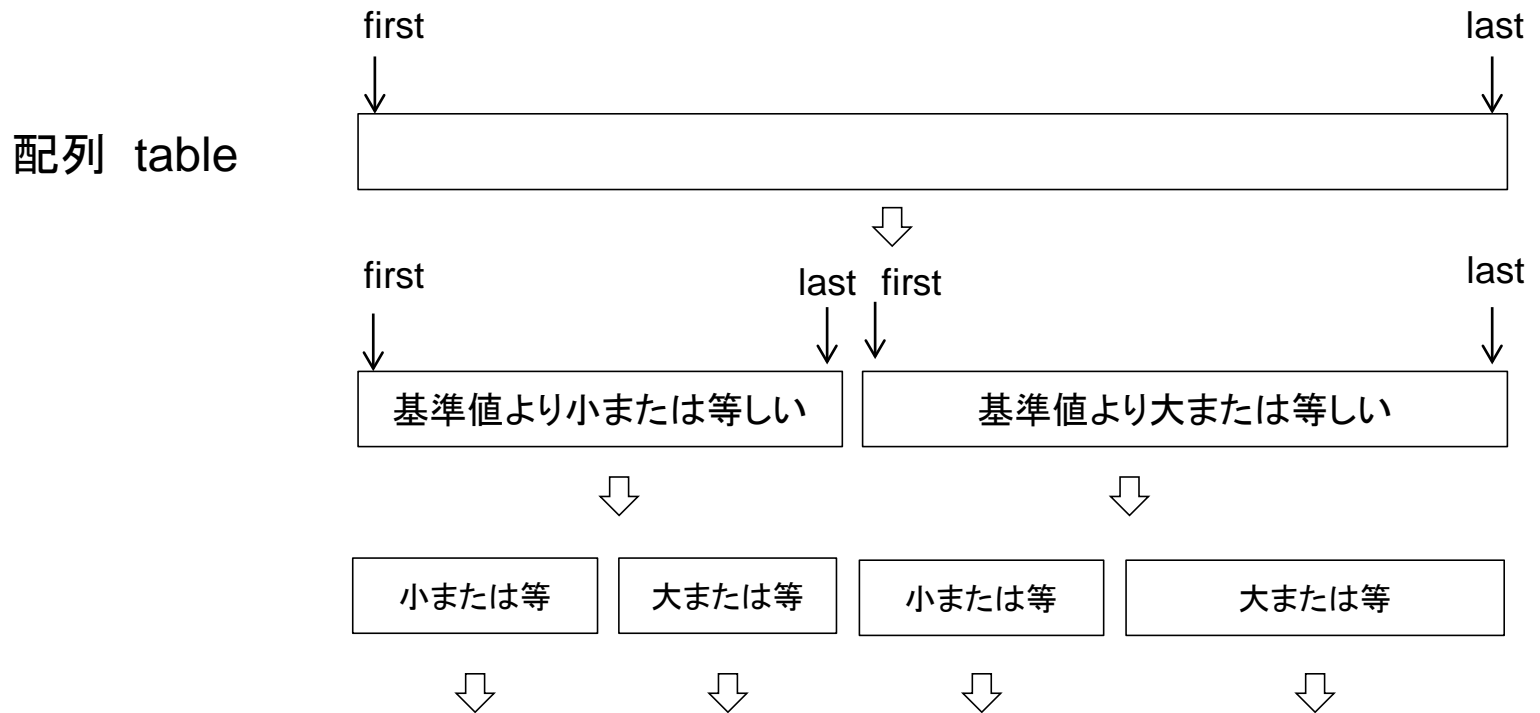 first last
配列 table
first last first last
基準値より小または等しい 基準値より大または等しい
小または等 大または等 小または等 大または等